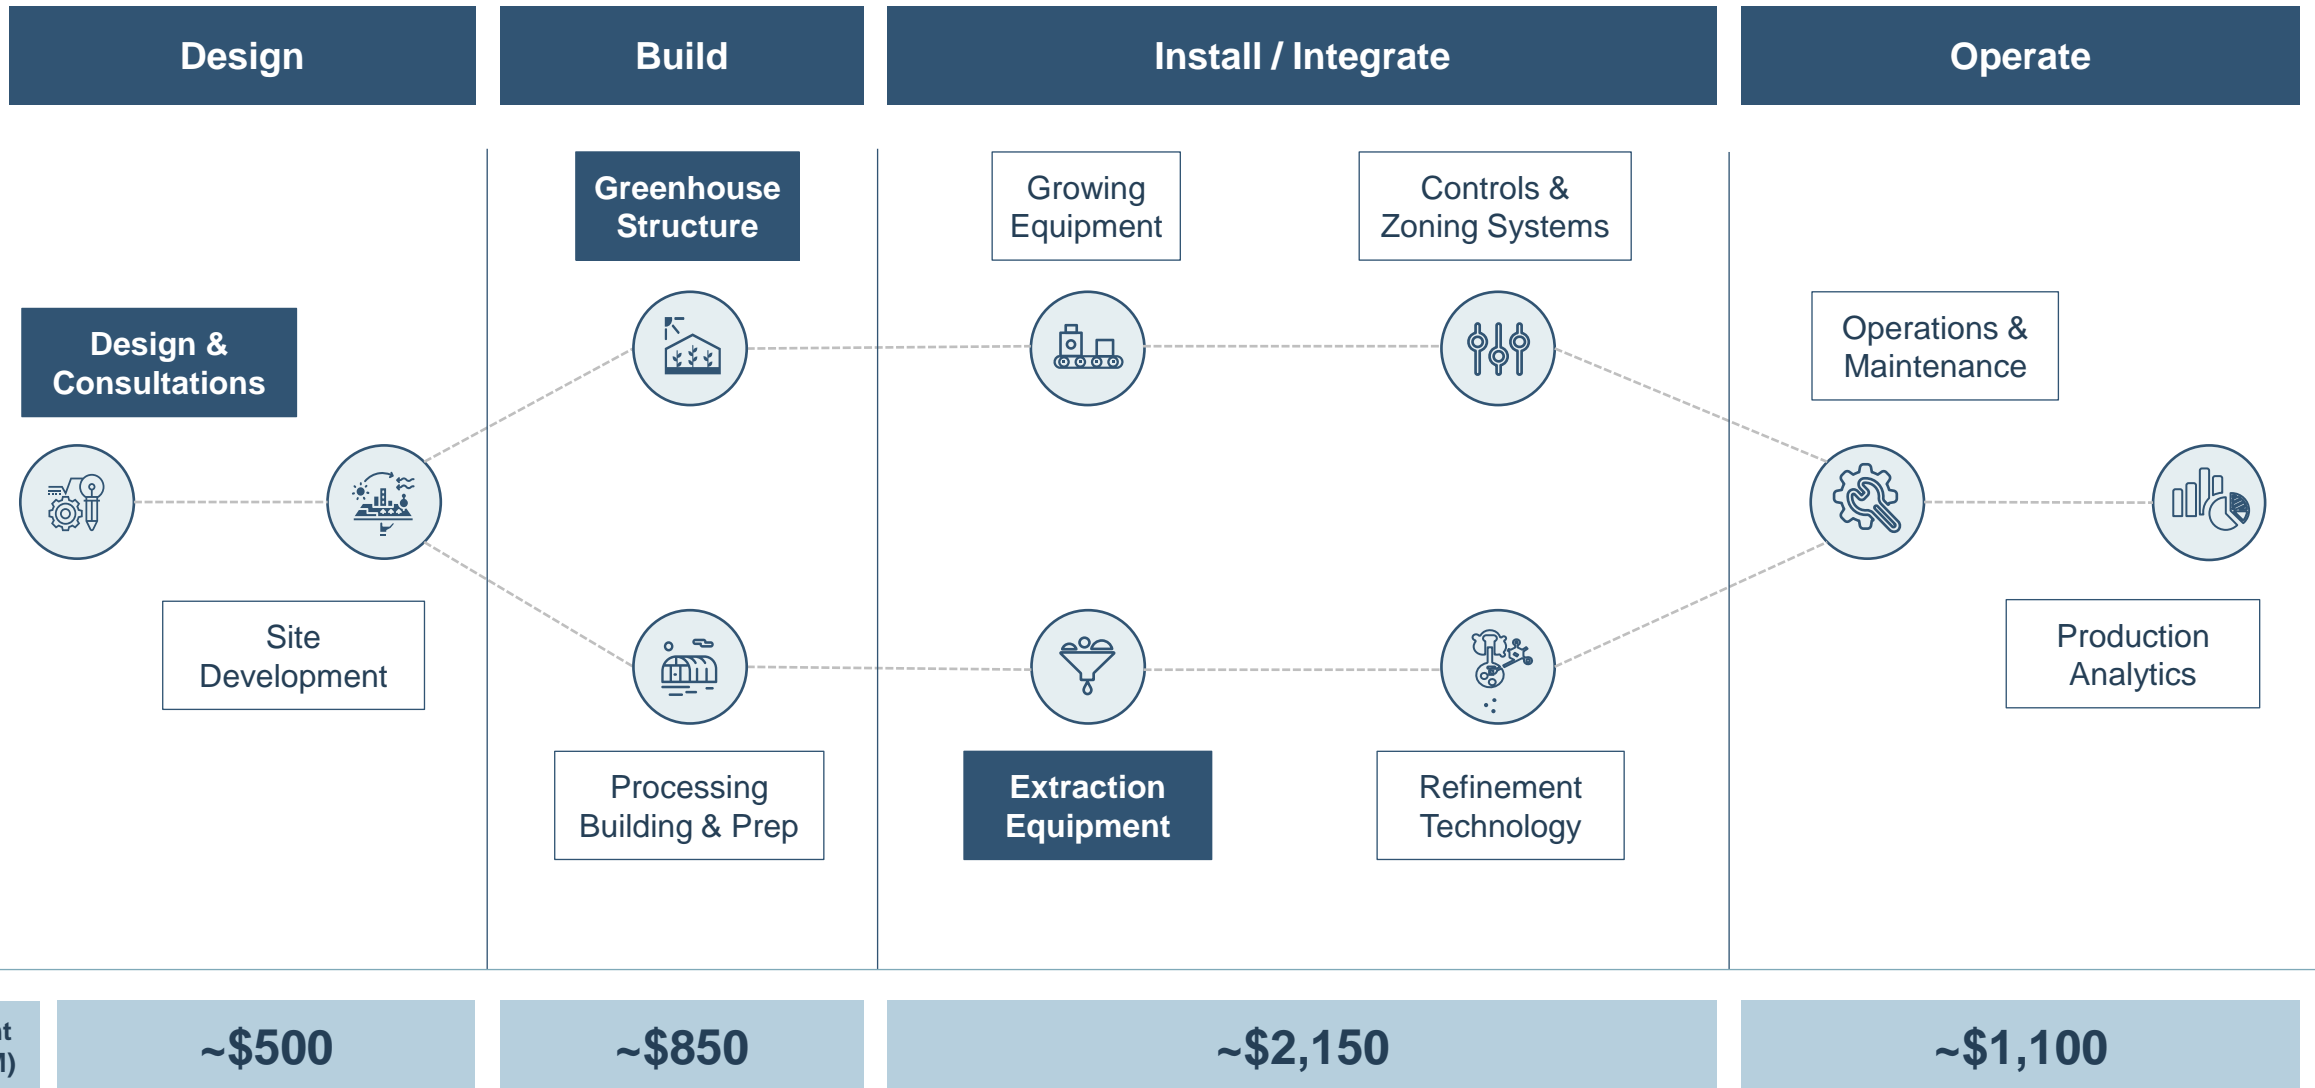 Design
Build
Install / Integrate
Operate
Greenhouse
Structure
Growing
Equipment
Controls &
Zoning Systems
Design &
Consultations
Operations &
Maintenance
Site
Development
Production
Analytics
Processing
Building & Prep
Extraction
Equipment
Refinement
Technology
~$500
~$850
~$2,150
~$1,100